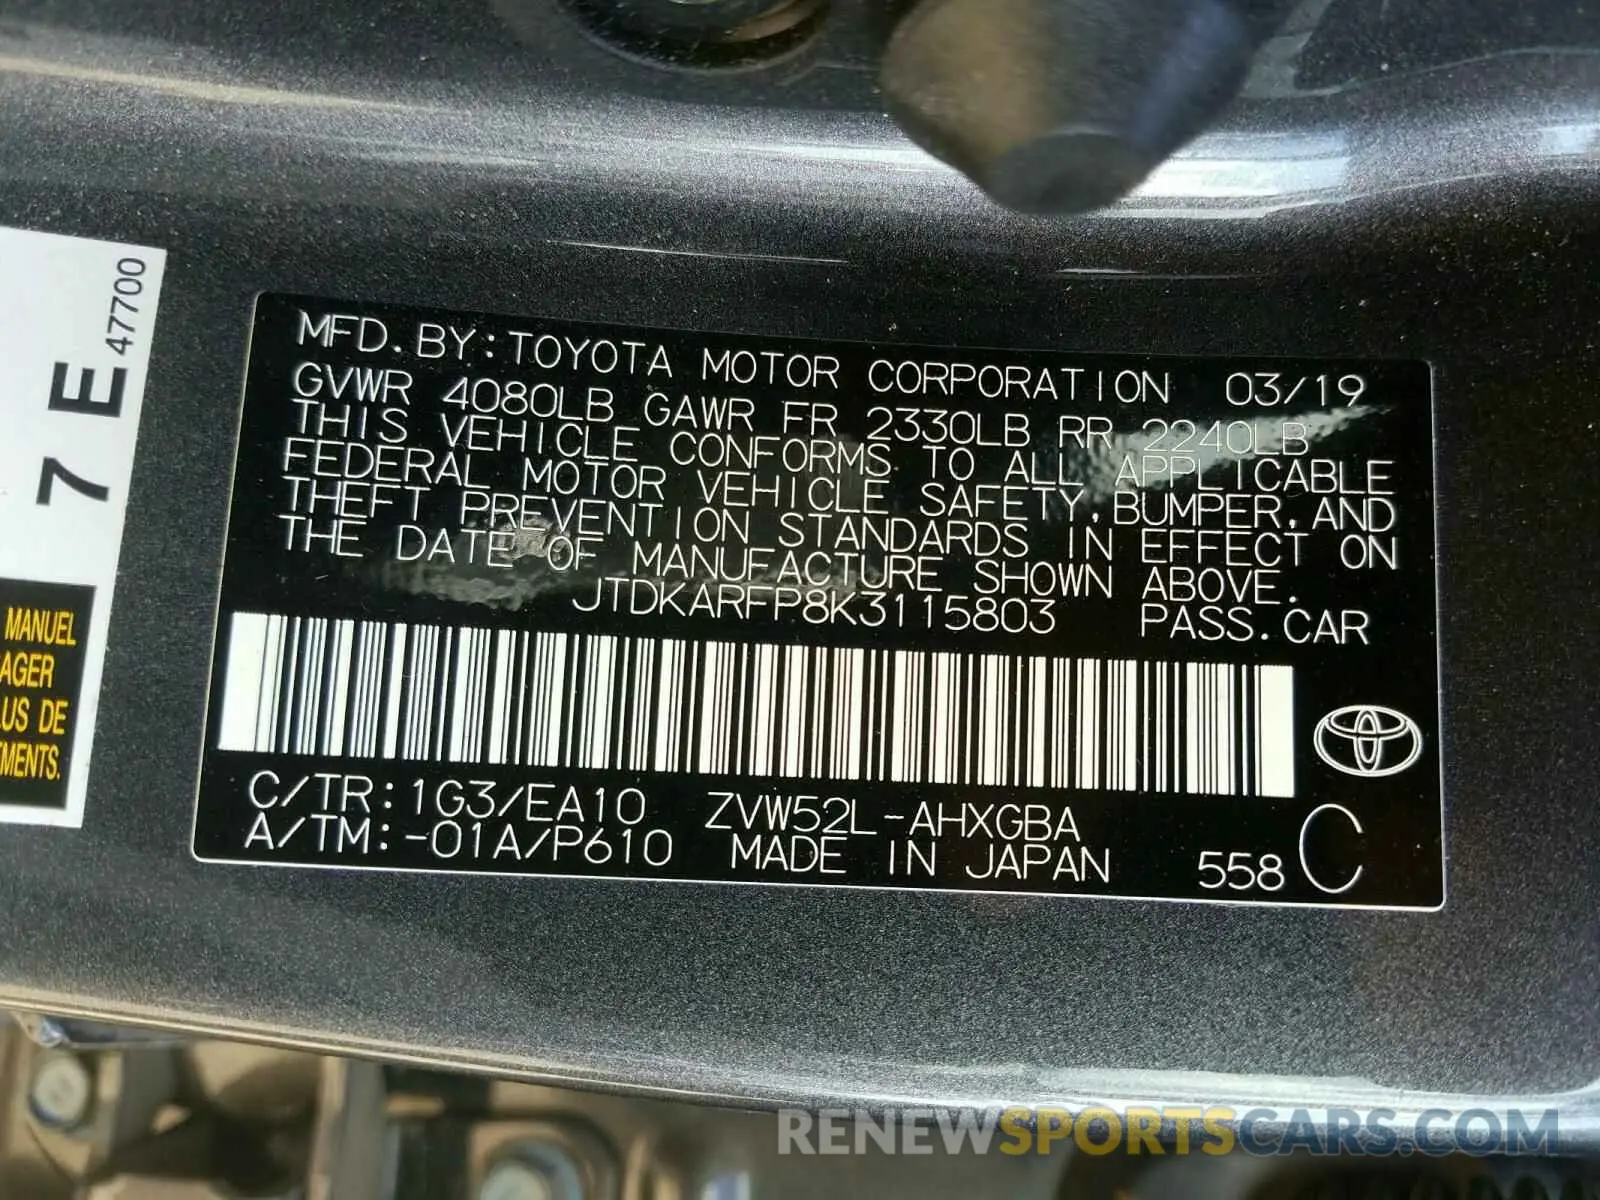 47700
7 E
MANUEL
AGER
LUS DE
MENTS.
MFD. BY: TOYOTA MOTOR CORPORATION 03/19
GVWR 4080LB GAWR FR 2330LB RR 2240LB
THIS VEHICLE CONFORMS TO ALL APPLICABLE
FEDERAL MOTOR VEHICLE SAFETY, BUMPER, AND
THEFT PREVENTION STANDARDS IN EFFECT ON
THE DATE OF MANUFACTURE SHOWN ABOVE.
JTDKARFP8K3115803 PASS. CAR
C/TR: 1G3/EA10 ZVW52L-AHXGBA
A/TM: -01A/P610 MADE IN JAPAN 558 C
RENEWSPORTSCARS.COM